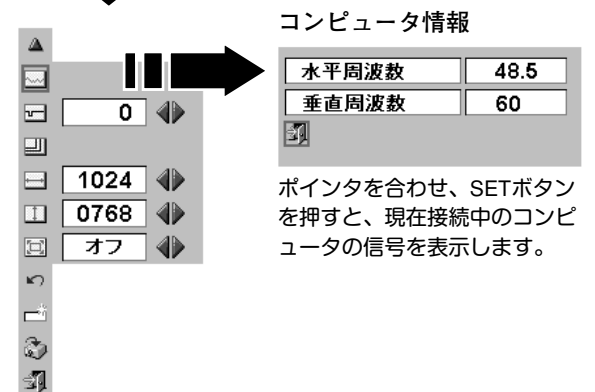 コンピュータ情報
水平周波数 48.5
垂直周波数 60
0
1024
0768
オフ
ポインタを合わせ、SETボタン
を押すと、現在接続中のコンピ
ュータの信号を表示します。